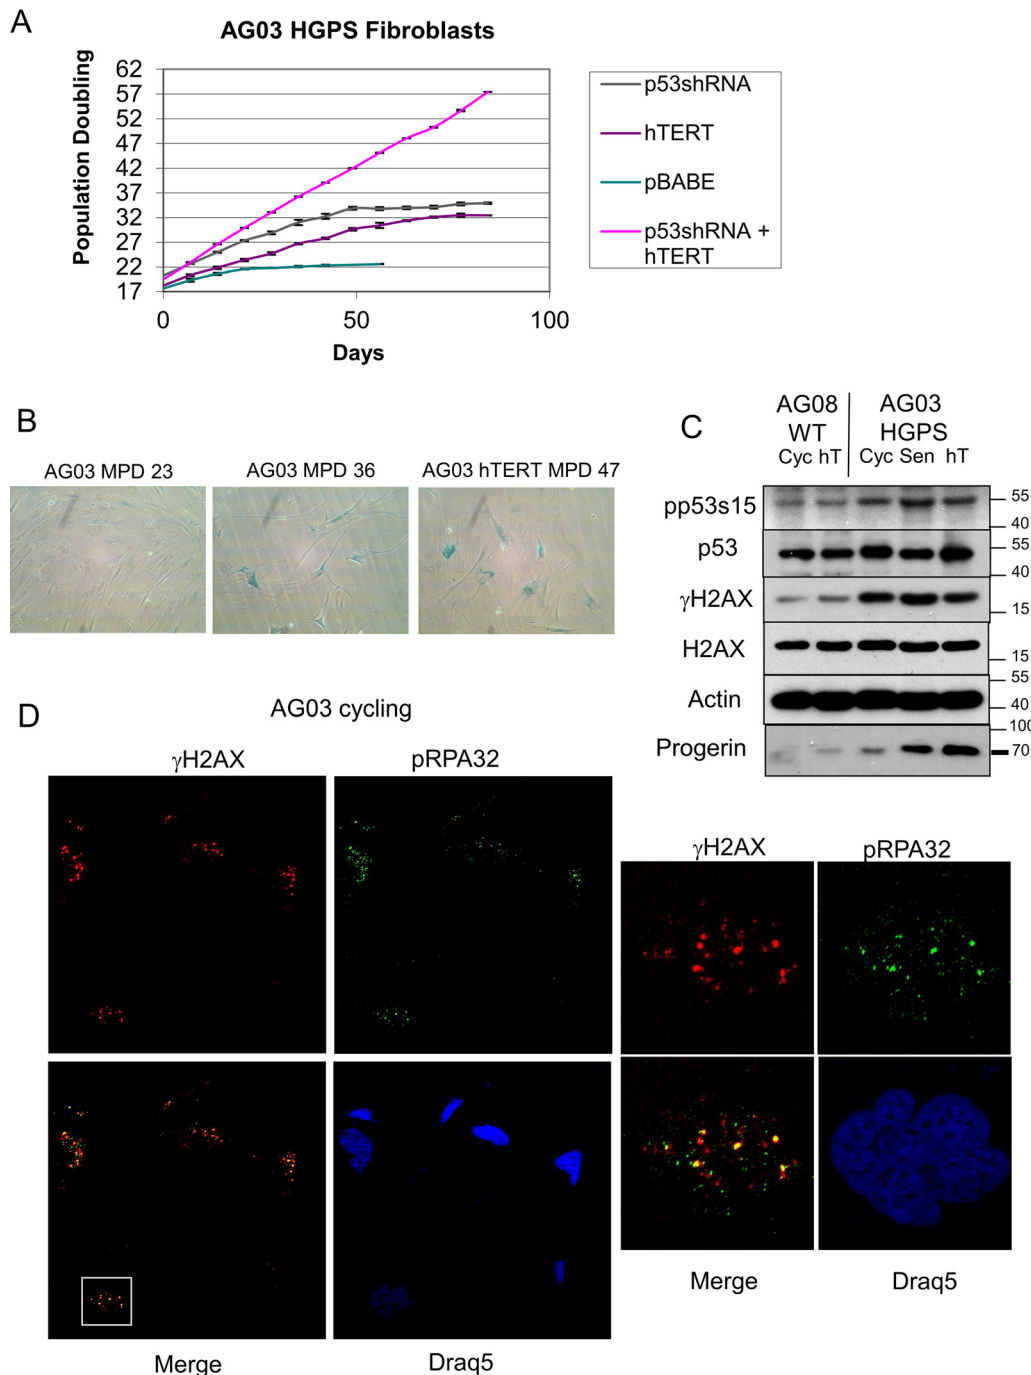 A
AG03 HGPS Fibroblasts
Population Doubling
62
57
52
47
42
37
32
27
22
17
0
50
100
Days
p53shRNA
hTERT
pBABE
p53shRNA +
hTERT
B
AG03 MPD 23
AG03 MPD 36
AG03 hTERT MPD 47
C
AG08
WT
AG03
HGPS
Cyc hT
Cyc Sen hT
pp53s15
55
40
p53
55
40
γH2AX
15
H2AX
15
Actin
55
40
Progerin
100
70
D
AG03 cycling
γH2AX
pRPA32
Merge
Draq5
γH2AX
pRPA32
Merge
Draq5